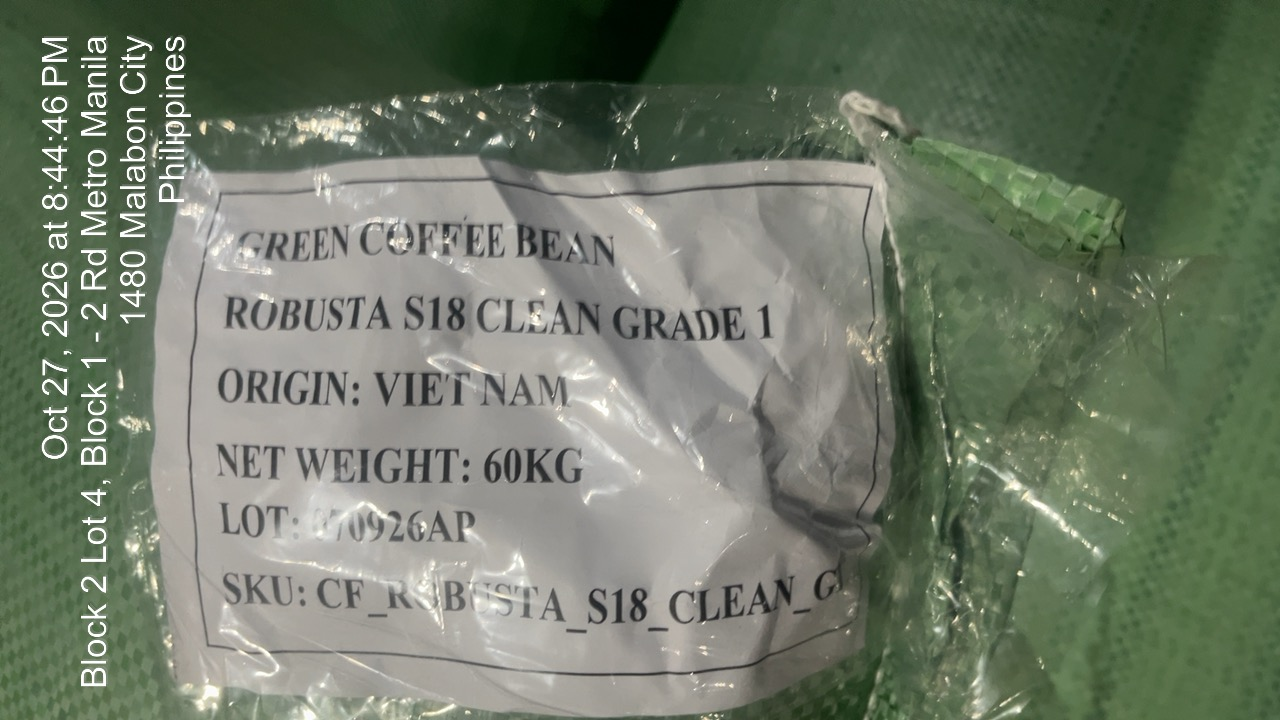 Oct 27, 2026 at 8:44:46 PM
Block 2 Lot 4, Block 1 - 2 Rd Metro Manila
1480 Malabon City
Philippines
GREEN COFFEE BEAN
ROBUSTA S18 CLEAN GRADE 1
ORIGIN: VIET NAM
NET WEIGHT: 60KG
LOT:
SKU: